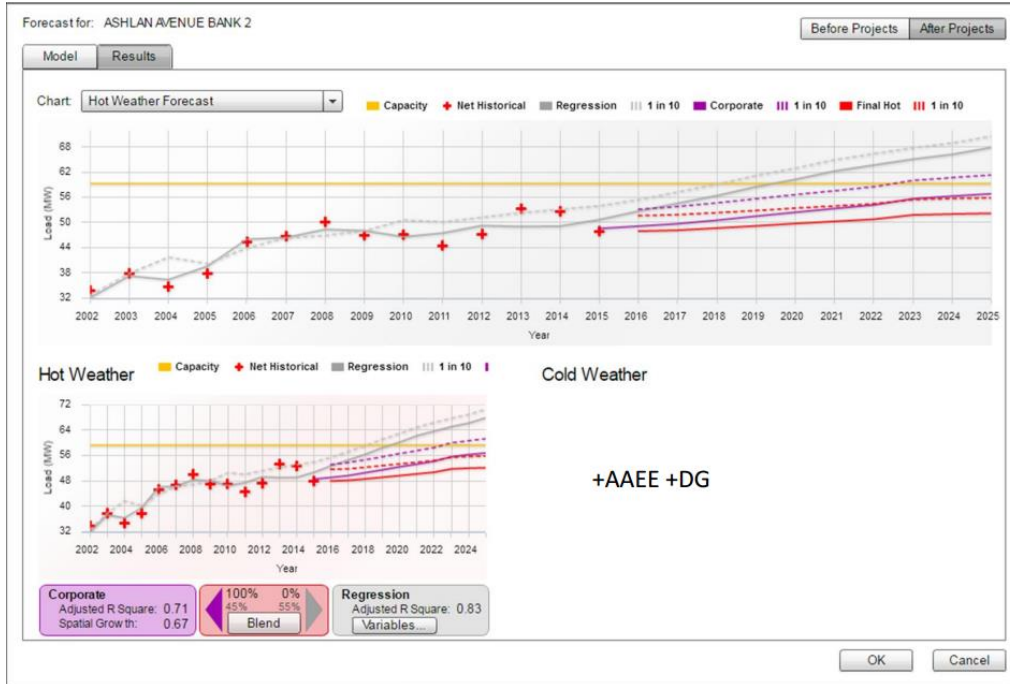 Forecast for: ASHLAN AVENUE BANK 2
Before Projects After Projects
Model Results
Chart: Hot Weather Forecast
Capacity Net Historical Regression 1 in 10 Corporate 1 in 10 Final Hot 1 in 10
68
62
56
50
44
38
32
Load (MW)
2002 2003 2004 2005 2006 2007 2008 2009 2010 2011 2012 2013 2014 2015 2016 2017 2018 2019 2020 2021 2022 2023 2024 2025
Year
Hot Weather
Capacity Net Historical Regression 1 in 10
72
64
56
48
40
32
Load (MW)
2002 2004 2006 2008 2010 2012 2014 2016 2018 2020 2022 2024
Year
Cold Weather
+AAEE +DG
Corporate
Adjusted R Square: 0.71
Spatial Growth: 0.67
100% 0%
45% 55%
Blend
Regression
Adjusted R Square: 0.83
Variables...
OK Cancel